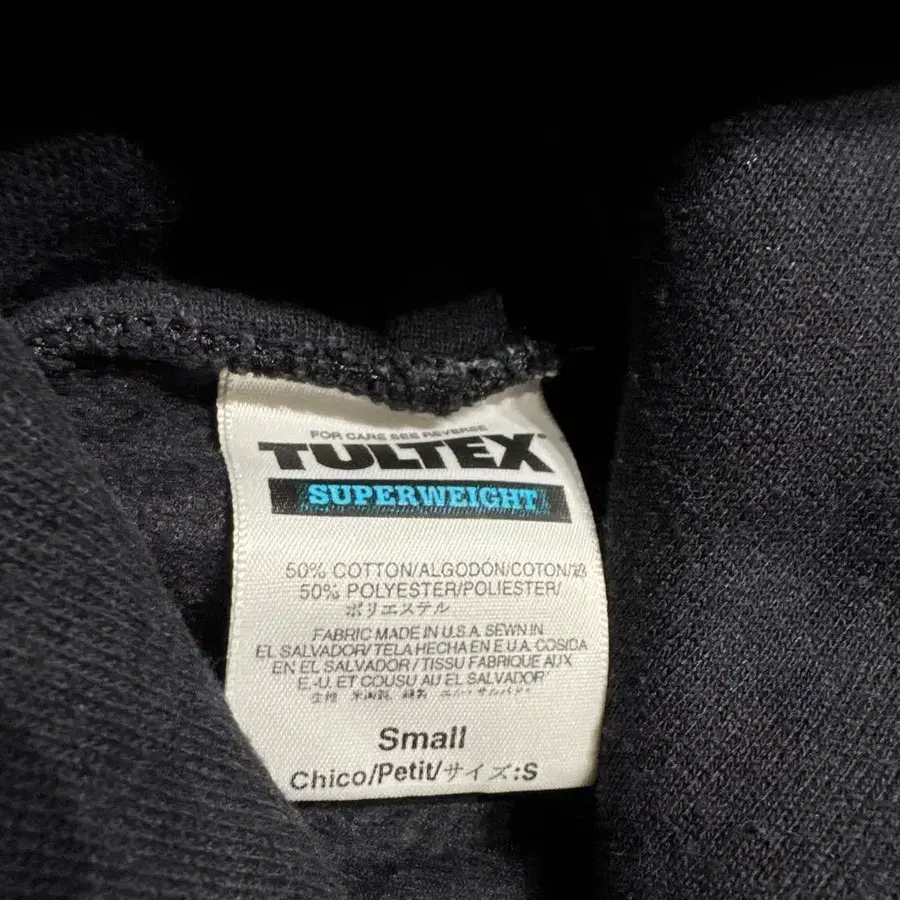 FOR CARE SEE REVERSE
TULTEX
SUPERWEIGHT
50% COTTON/ALGODÓN/COTON/綿
50% POLYESTER/POLIESTER/
ポリエステル
FABRIC MADE IN U.S.A. SEWN IN
EL SALVADOR/TELA HECHA EN E.U.A. COSIDA
EN EL SALVADOR/TISSU FABRIQUE AUX
E.-U. ET COUSU AU EL SALVADOR/
Small
Chico/Petit/サイズ:S